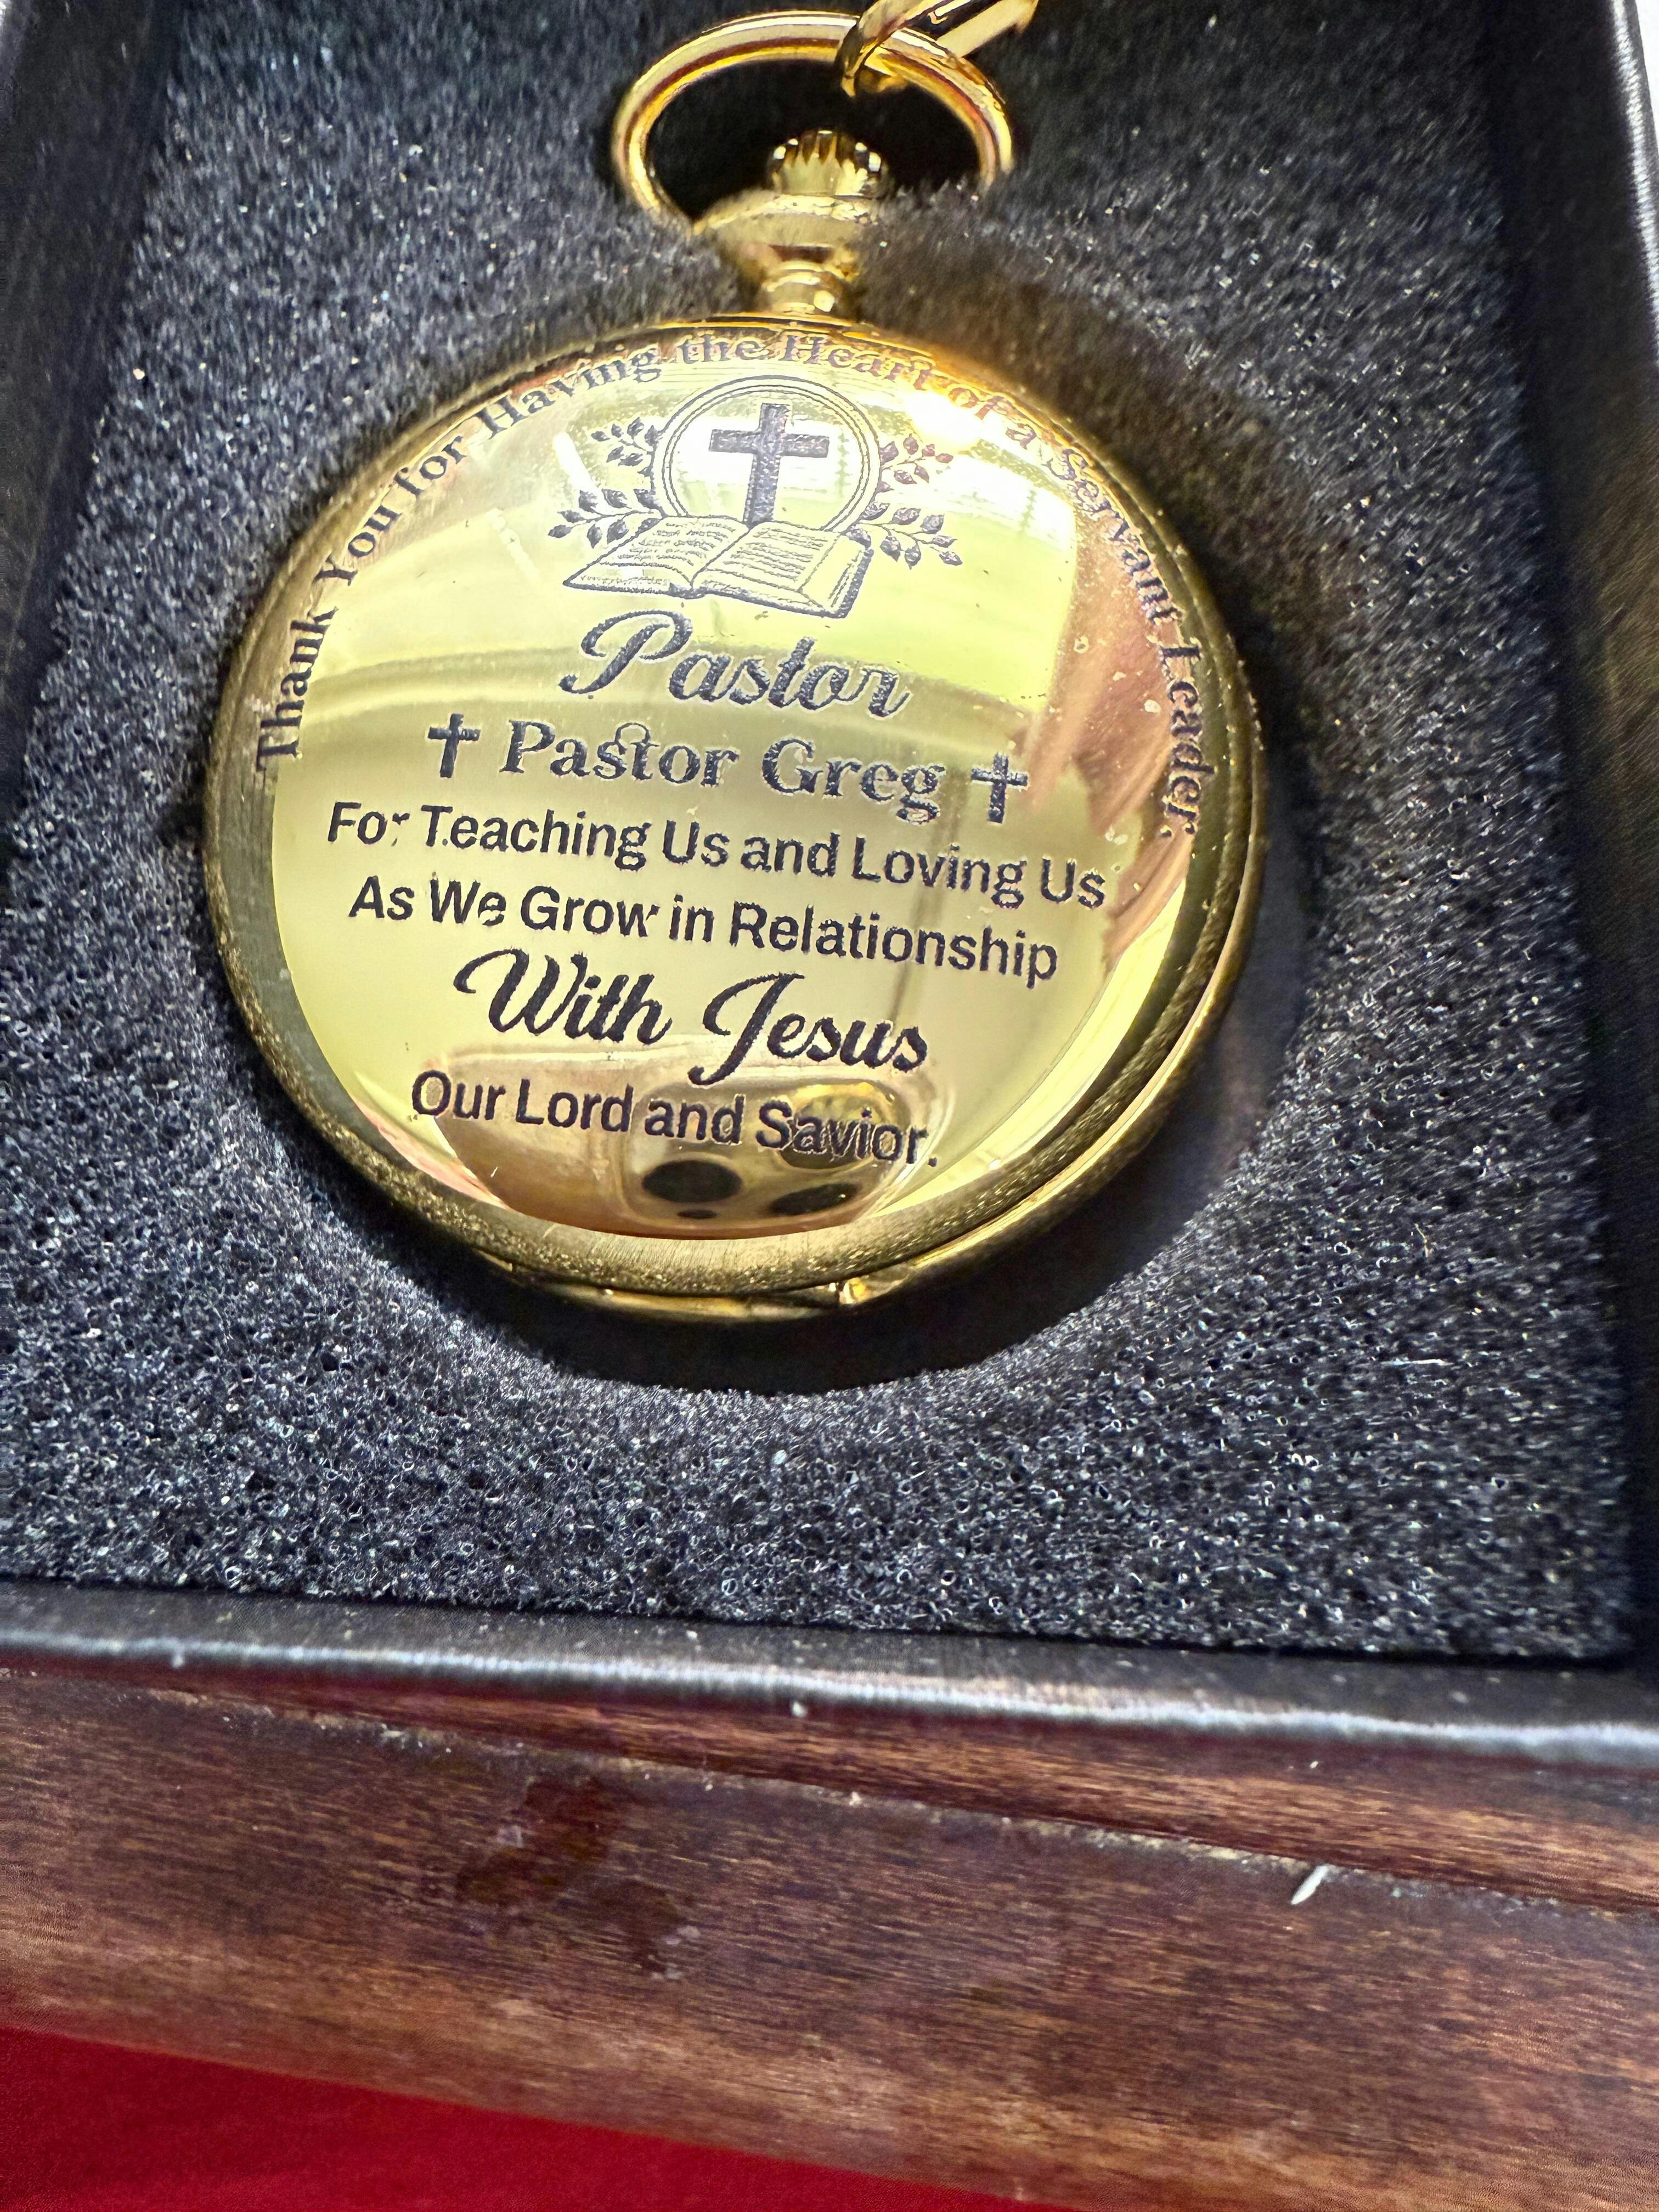 Thank You for Having the Heart of a Servant Leader.
Pastor
✝ Pastor Greg ✝
For Teaching Us and Loving Us
As We Grow in Relationship
With Jesus
Our Lord and Savior.